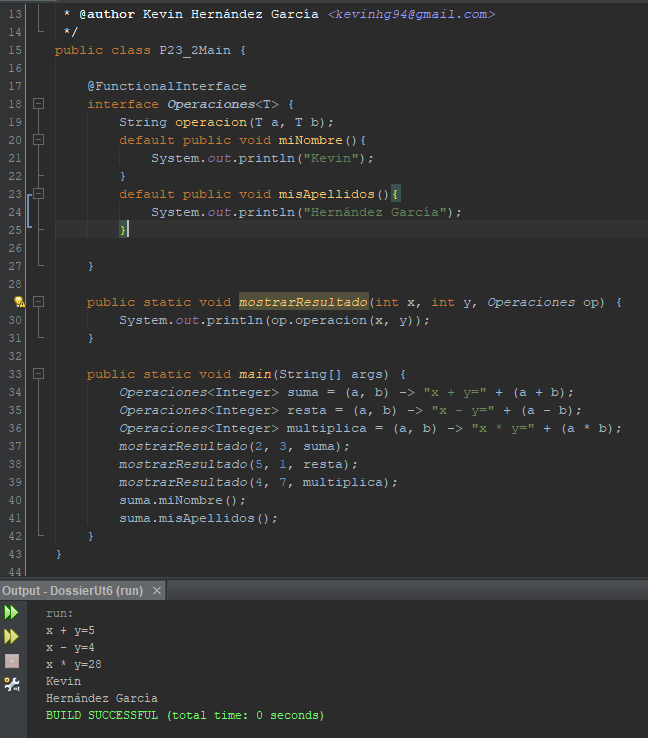 13 * @author Kevin Hernández García <kevinhg94@gmail.com>
14 */
15 public class P23_2Main {
16
17 @FunctionalInterface
18 interface Operaciones<T> {
19 String operacion(T a, T b);
20 default public void miNombre(){
21 System.out.println("Kevin");
22 }
23 default public void misApellidos(){
24 System.out.println("Hernández García");
25 }
26
27 }
28
public static void mostrarResultado(int x, int y, Operaciones op) {
30 System.out.println(op.operacion(x, y));
31 }
32
33 public static void main(String[] args) {
34 Operaciones<Integer> suma = (a, b) -> "x + y=" + (a + b);
35 Operaciones<Integer> resta = (a, b) -> "x - y=" + (a - b);
36 Operaciones<Integer> multiplica = (a, b) -> "x * y=" + (a * b);
37 mostrarResultado(2, 3, suma);
38 mostrarResultado(5, 1, resta);
39 mostrarResultado(4, 7, multiplica);
40 suma.miNombre();
41 suma.misApellidos();
42 }
43 }
44
Output - DossierUt6 (run) ×
run:
x + y=5
x - y=4
x * y=28
Kevin
Hernández García
BUILD SUCCESSFUL (total time: 0 seconds)